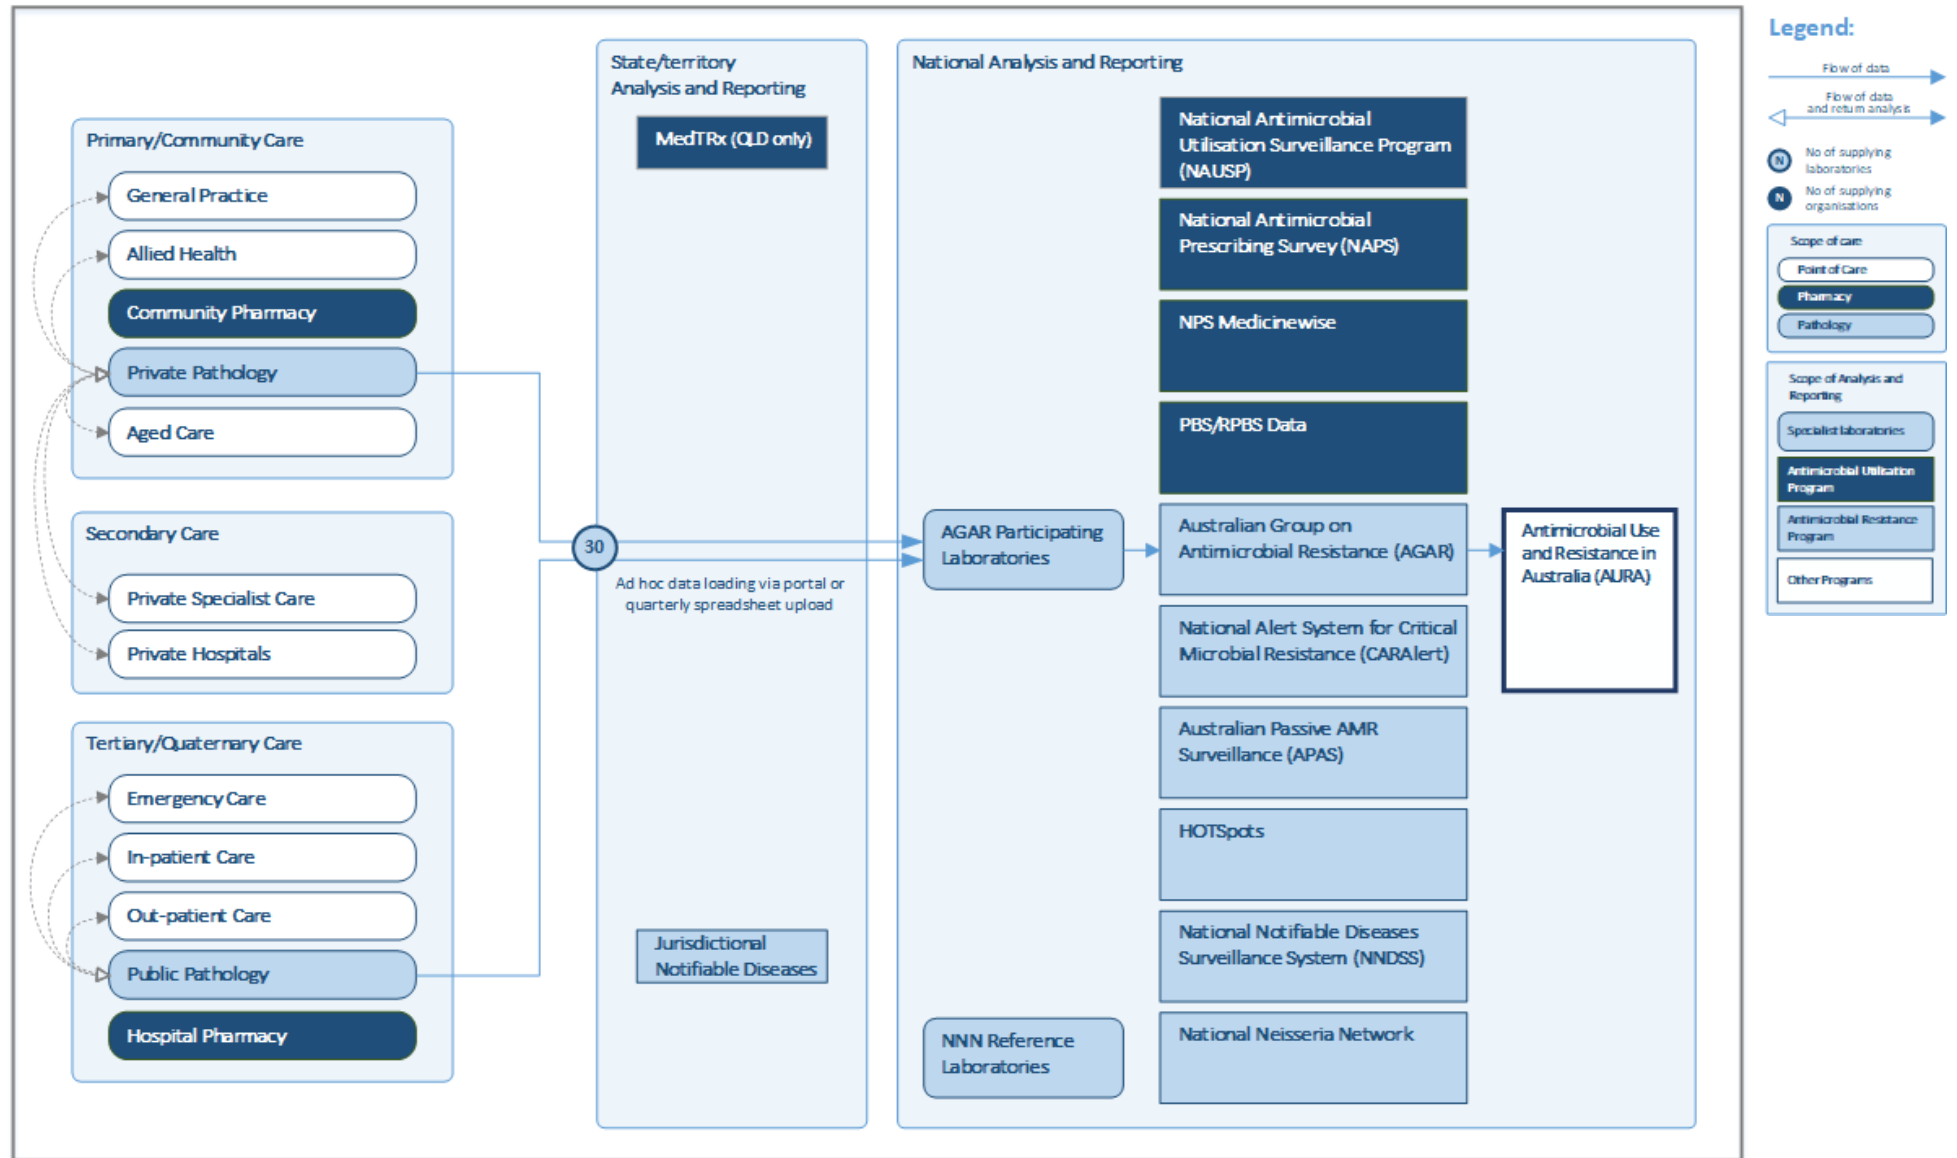 Primary/Community Care
General Practice
Allied Health
Community Pharmacy
Private Pathology
Aged Care
Secondary Care
Private Specialist Care
Private Hospitals
Tertiary/Quaternary Care
Emergency Care
In-patient Care
Out-patient Care
Public Pathology
Hospital Pharmacy
State/territory
Analysis and Reporting
MedTRx (QLD only)
30
Ad hoc data loading via portal or
quarterly spreadsheet upload
Jurisdictional
Notifiable Diseases
National Analysis and Reporting
AGAR Participating
Laboratories
NNN Reference
Laboratories
National Antimicrobial
Utilisation Surveillance Program
(NAUSP)
National Antimicrobial
Prescribing Survey (NAPS)
NPS Medicinewise
PBS/RPBS Data
Australian Group on
Antimicrobial Resistance (AGAR)
National Alert System for Critical
Microbial Resistance (CARAlert)
Australian Passive AMR
Surveillance (APAS)
HOTSpots
National Notifiable Diseases
Surveillance System (NNDSS)
National Neisseria Network
Antimicrobial Use
and Resistance in
Australia (AURA)
Legend:
Flow of data
Flow of data
and return analysis
N
No of supplying
laboratories
N
No of supplying
organisations
Scope of care
Point of Care
Pharmacy
Pathology
Scope of Analysis and
Reporting
Specialist laboratories
Antimicrobial Utilisation
Program
Antimicrobial Resistance
Program
Other Programs